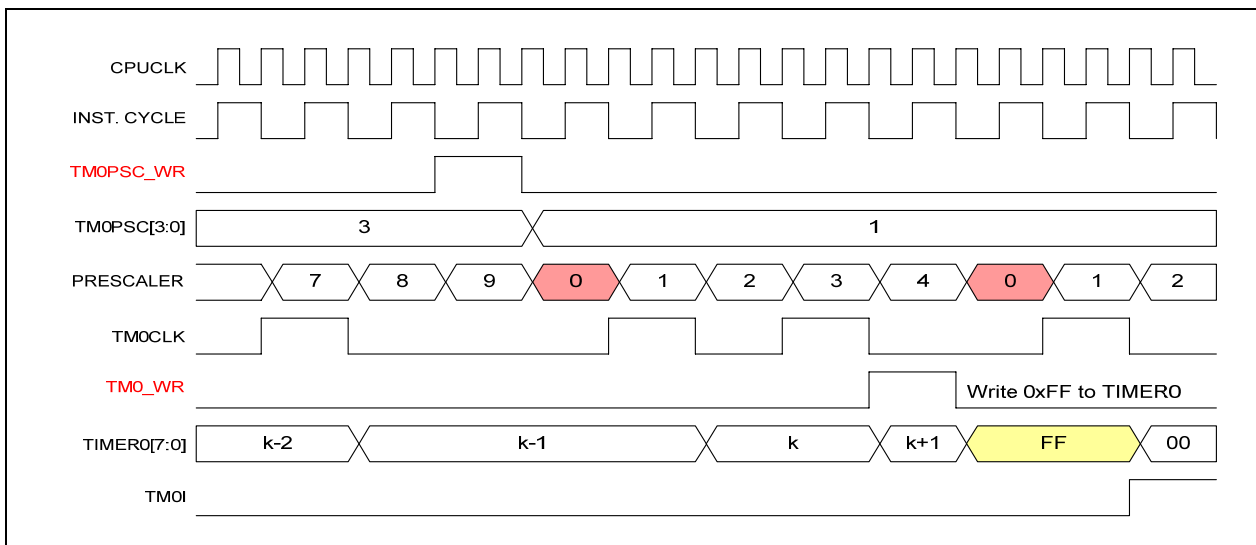 CPUCLK
INST. CYCLE
TM0PSC_WR
TM0PSC[3:0] 3 1
PRESCALER 7 8 9 0 1 2 3 4 0 1 2
TM0CLK
TM0_WR Write 0xFF to TIMER0
TIMER0[7:0] k-2 k-1 k k+1 FF 00
TM0I